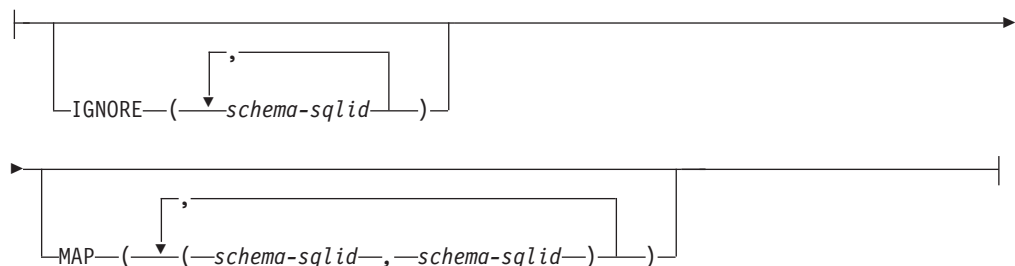 ,
IGNORE ( schema-sqlid )
,
MAP ( ( schema-sqlid , schema-sqlid ) )